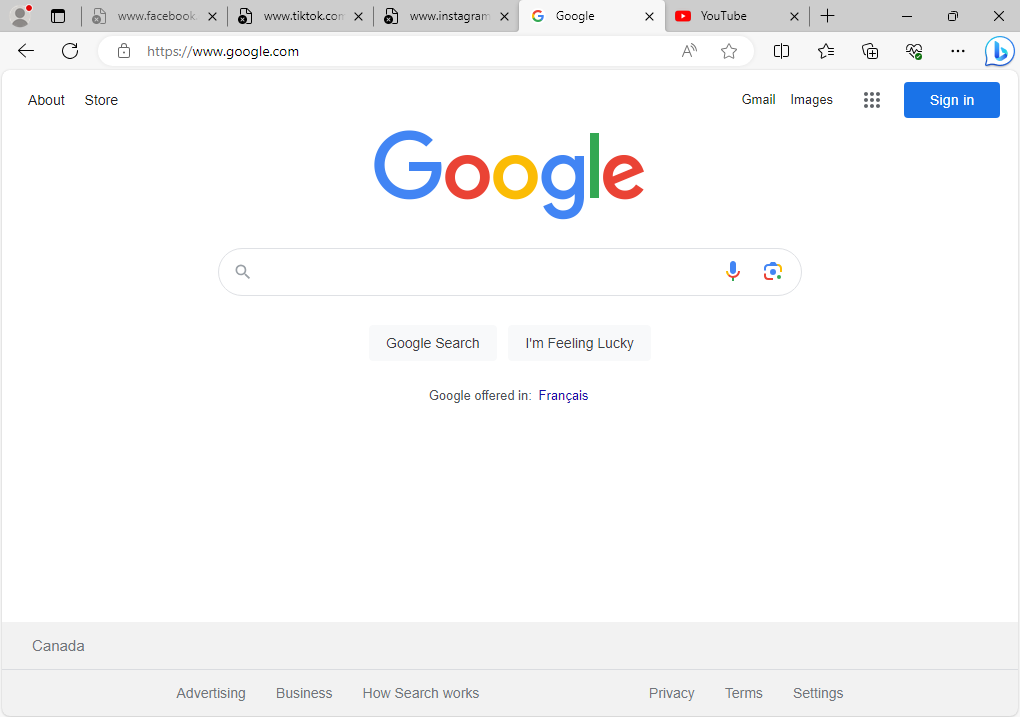 www.facebook. www.tiktok.com www.instagram Google YouTube
https://www.google.com
About Store Gmail Images Sign in
Google
Google Search I'm Feeling Lucky
Google offered in: Français
Canada
Advertising Business How Search works Privacy Terms Settings